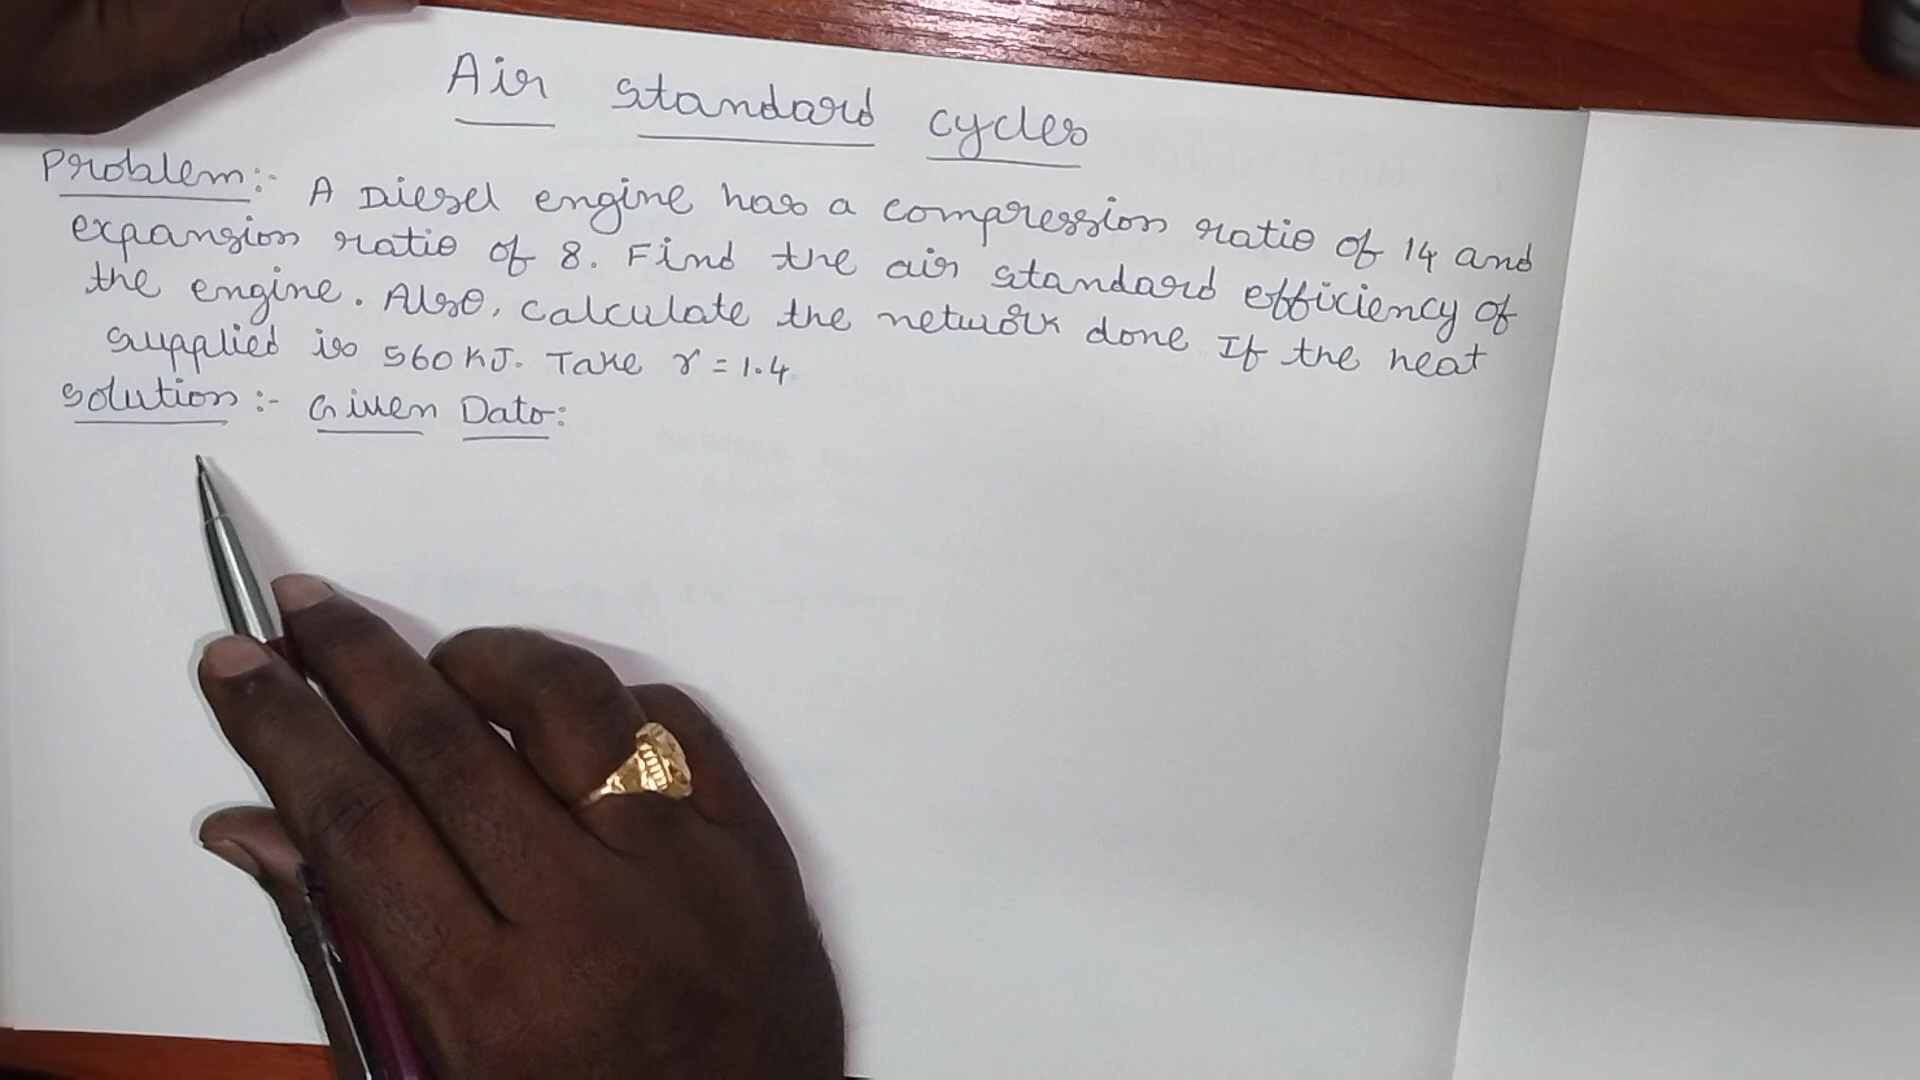 Air standard cycles
Problem:- A Diesel engine has a compression ratio of 14 and
expansion ratio of 8. Find the air standard efficiency of
the engine. Also, calculate the network done If the heat
supplied is 560 KJ. Take γ = 1.4.
Solution:- Given Data: